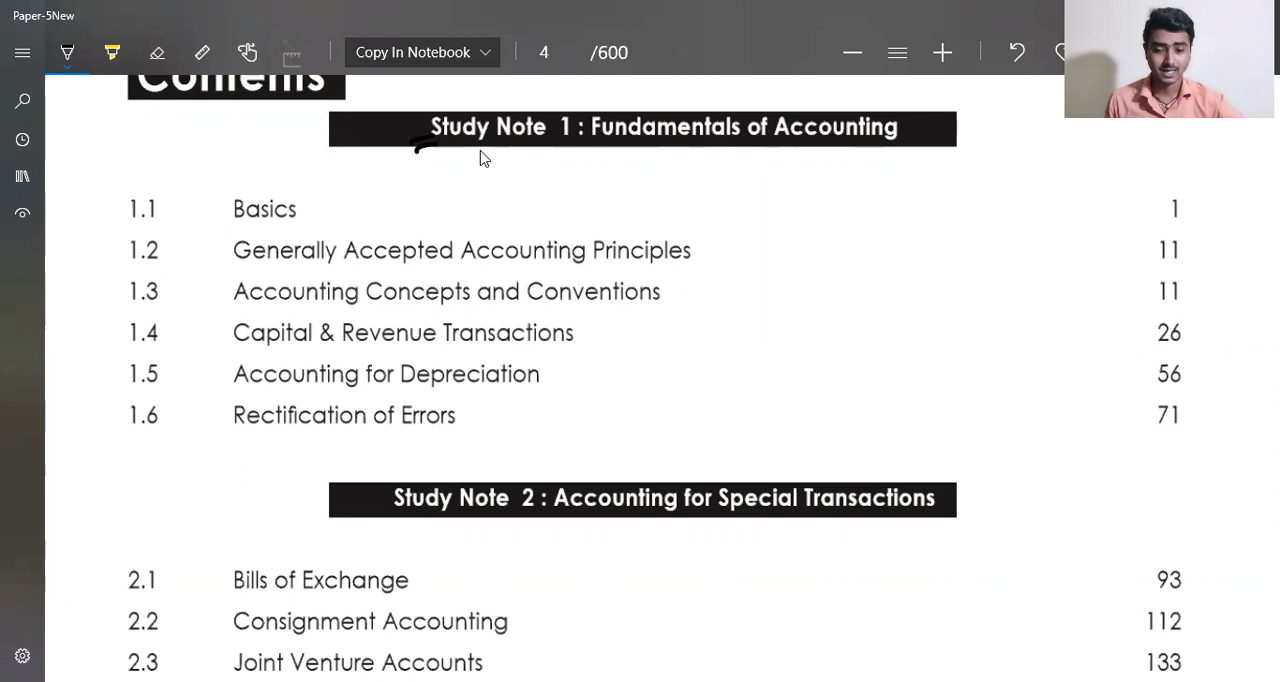 Paper-5New
Copy In Notebook 4 /600
Contents
Study Note 1 : Fundamentals of Accounting
1.1 Basics 1
1.2 Generally Accepted Accounting Principles 11
1.3 Accounting Concepts and Conventions 11
1.4 Capital & Revenue Transactions 26
1.5 Accounting for Depreciation 56
1.6 Rectification of Errors 71
Study Note 2 : Accounting for Special Transactions
2.1 Bills of Exchange 93
2.2 Consignment Accounting 112
2.3 Joint Venture Accounts 133